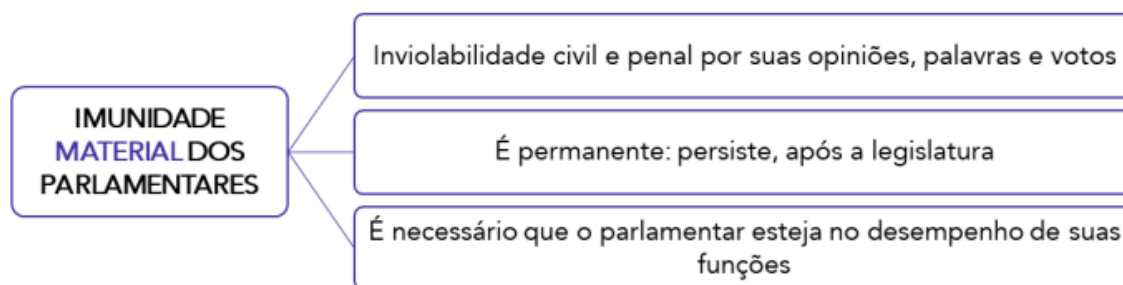 IMUNIDADE
MATERIAL DOS
PARLAMENTARES
Inviolabilidade civil e penal por suas opiniões, palavras e votos
É permanente: persiste, após a legislatura
É necessário que o parlamentar esteja no desempenho de suas
funções